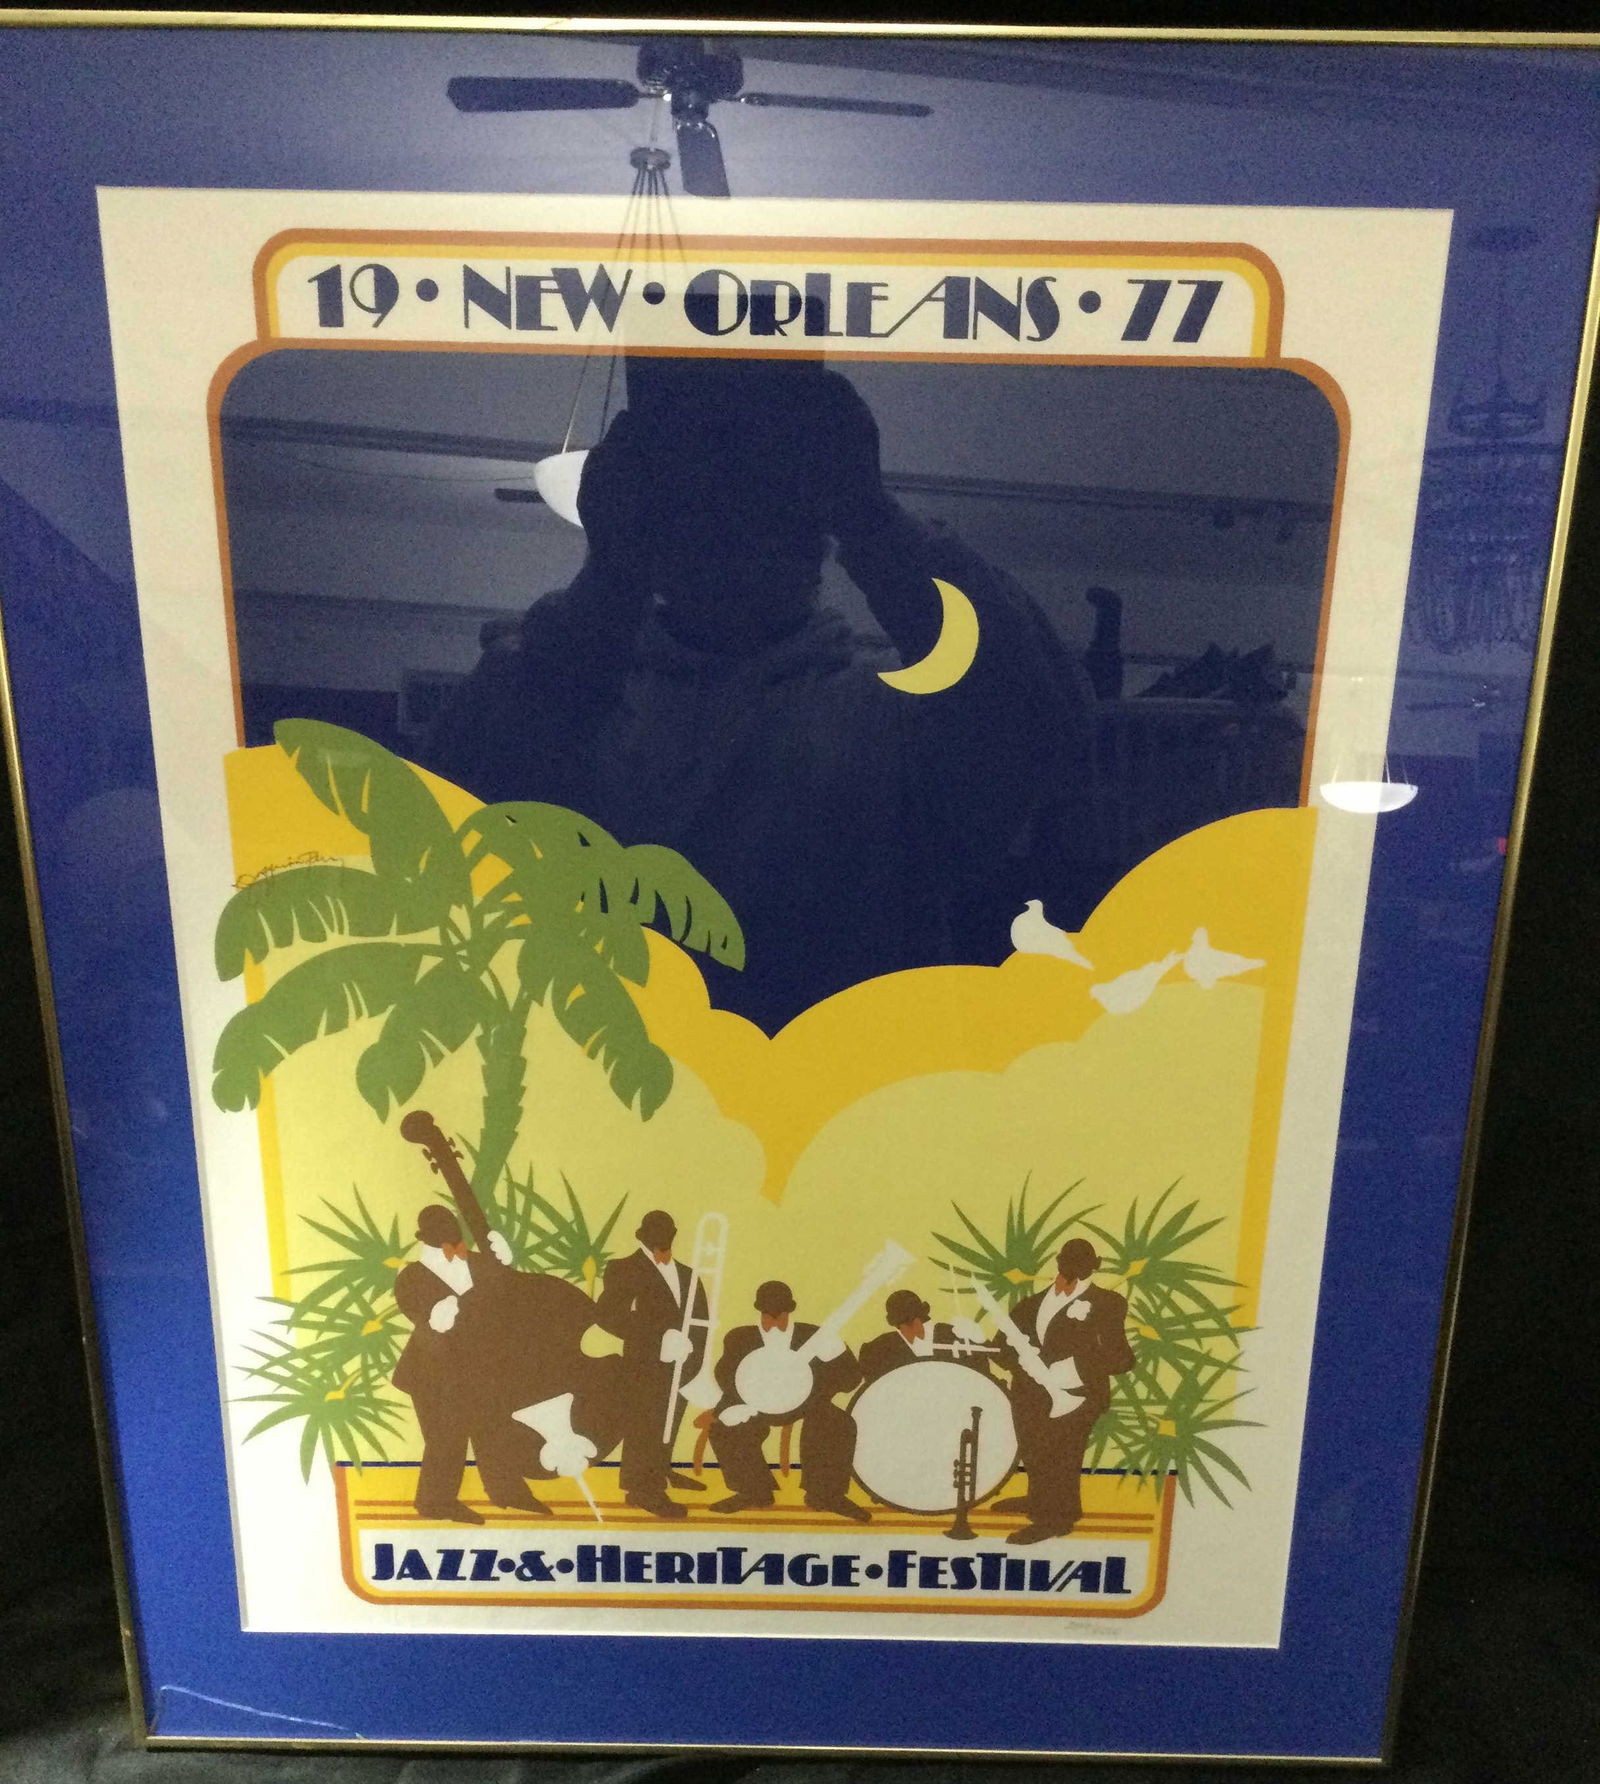 19 • NEW • ORLEANS • 77
JAZZ • & • HERITAGE • FESTIVAL